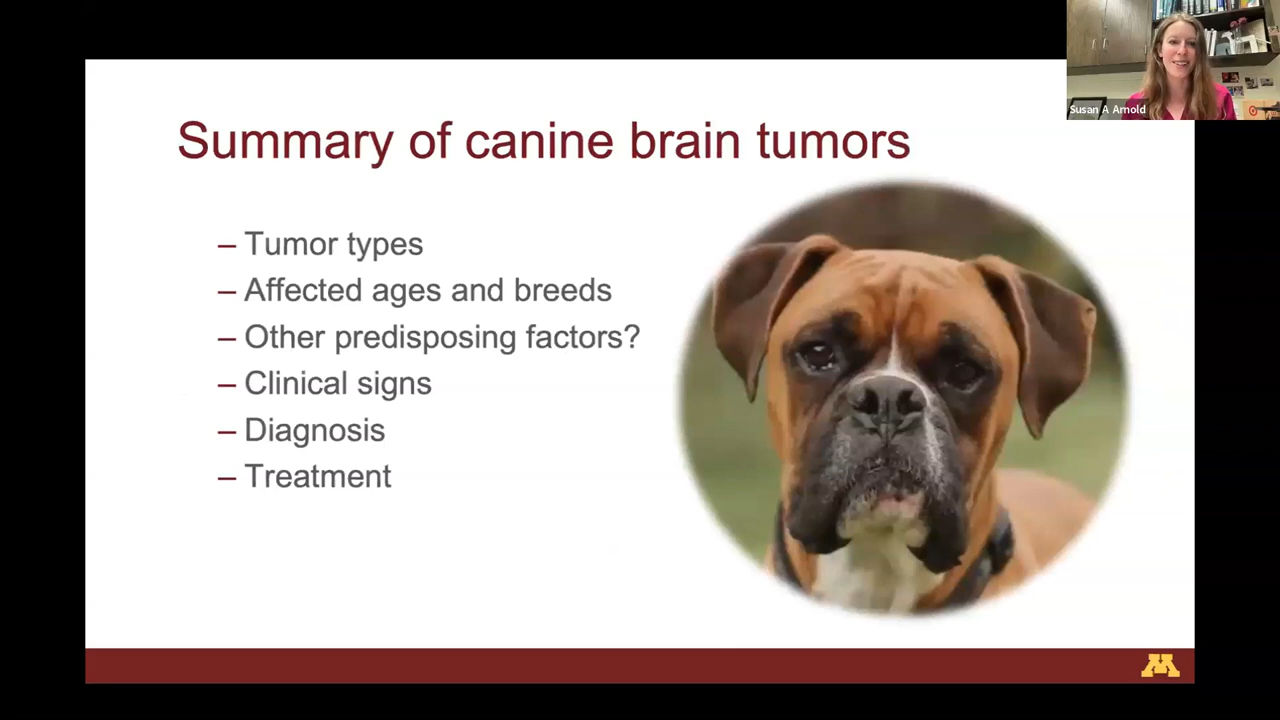 Susan A Arnold
Summary of canine brain tumors
– Tumor types
– Affected ages and breeds
– Other predisposing factors?
– Clinical signs
– Diagnosis
– Treatment
M